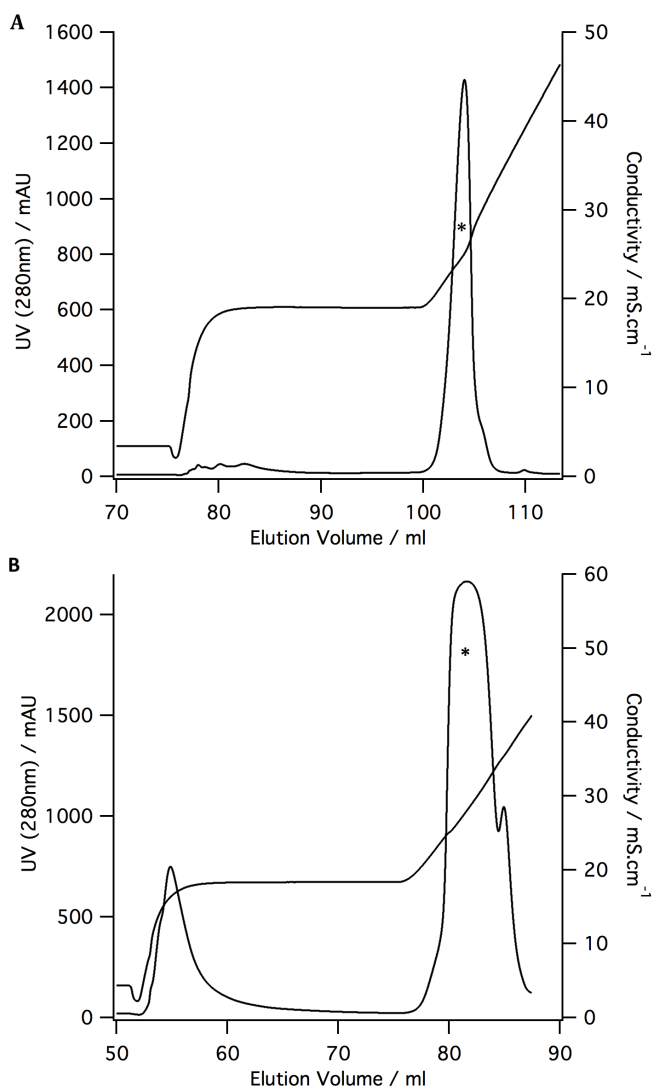 A
1600
1400
1200
1000
800
600
400
200
0
UV (280nm) / mAU
50
40
30
20
10
0
Conductivity / mS.cm-1
*
70 80 90 100 110
Elution Volume / ml
B
2000
1500
1000
500
0
UV (280nm) / mAU
60
50
40
30
20
10
0
Conductivity / mS.cm-1
*
50 60 70 80 90
Elution Volume / ml